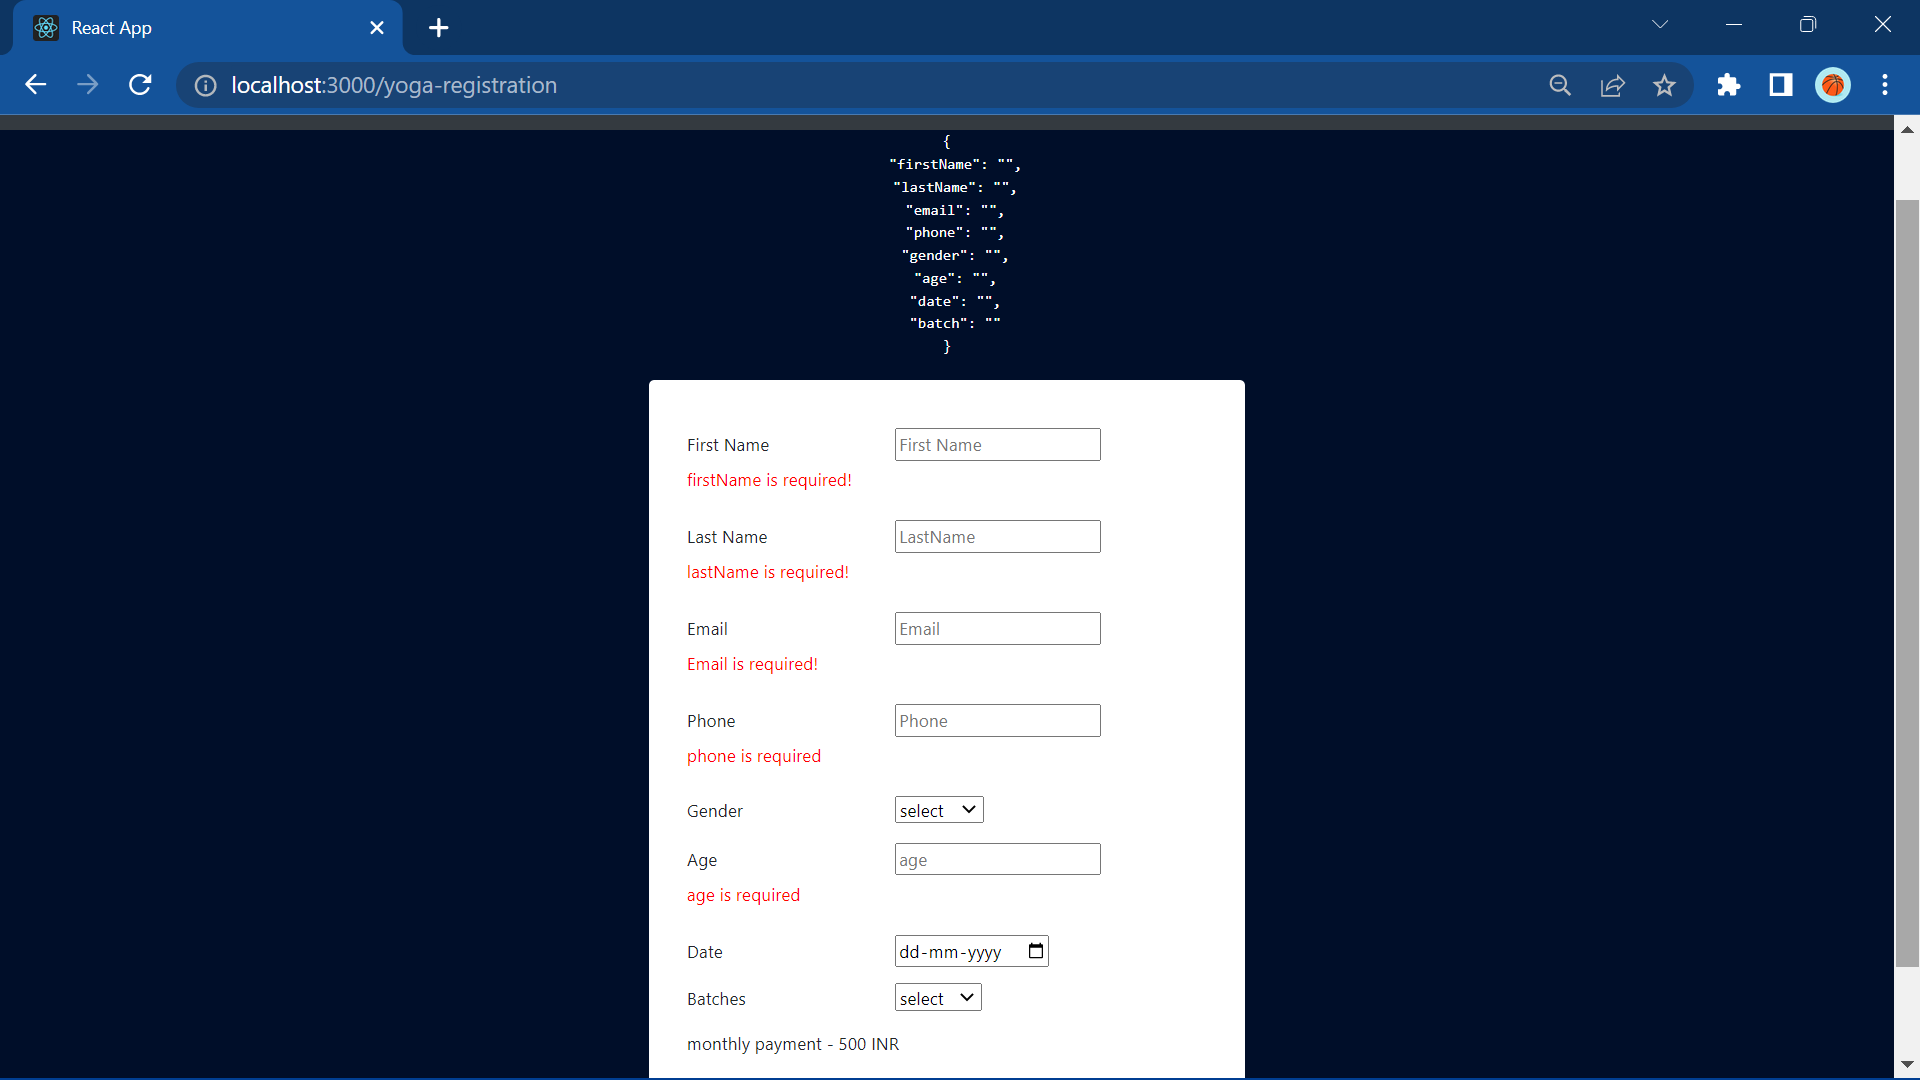 React App
localhost:3000/yoga-registration
{
"firstName": "",
"lastName": "",
"email": "",
"phone": "",
"gender": "",
"age": "",
"date": "",
"batch": ""
}
First Name First Name
firstName is required!
Last Name LastName
lastName is required!
Email Email
Email is required!
Phone Phone
phone is required
Gender select
Age age
age is required
Date dd-mm-yyyy
Batches select
monthly payment - 500 INR